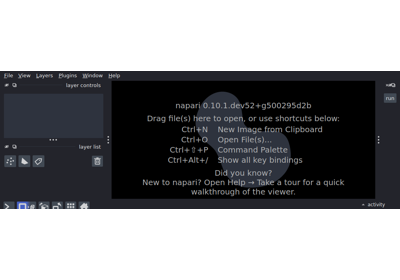 File View Layers Plugins Window Help
layer controls
layer list
run
napari 0.10.1.dev52+g500295d2b
Drag file(s) here to open, or use shortcuts below:
Ctrl+N New Image from Clipboard
Ctrl+O Open File(s)...
Ctrl+⇧+P Command Palette
Ctrl+Alt+/ Show all key bindings
Did you know?
New to napari? Open Help → Take a tour for a quick
walkthrough of the viewer.
activity